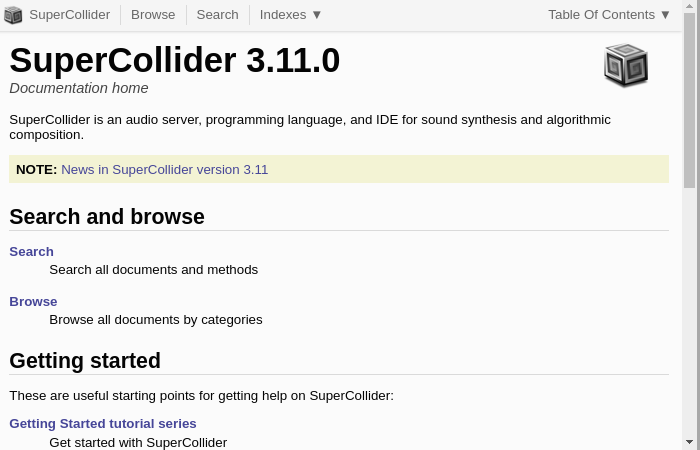 SuperCollider Browse Search Indexes ▼ Table Of Contents ▼
SuperCollider 3.11.0
Documentation home
SuperCollider is an audio server, programming language, and IDE for sound synthesis and algorithmic
composition.
NOTE: News in SuperCollider version 3.11
Search and browse
Search
Search all documents and methods
Browse
Browse all documents by categories
Getting started
These are useful starting points for getting help on SuperCollider:
Getting Started tutorial series
Get started with SuperCollider